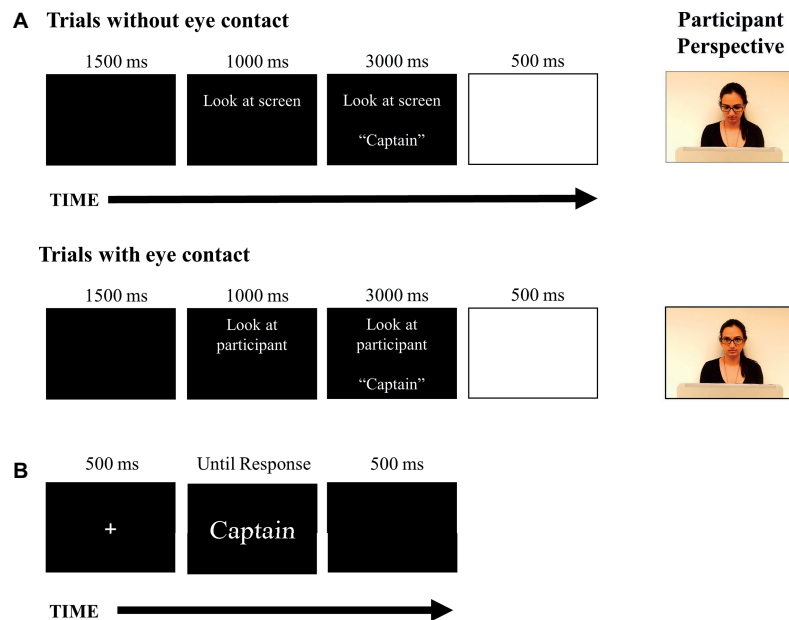 A Trials without eye contact
Participant
Perspective
1500 ms 1000 ms 3000 ms 500 ms
Look at screen
Look at screen
“Captain”
TIME
Trials with eye contact
1500 ms 1000 ms 3000 ms 500 ms
Look at
participant
Look at
participant
“Captain”
B 500 ms Until Response 500 ms
+
Captain
TIME